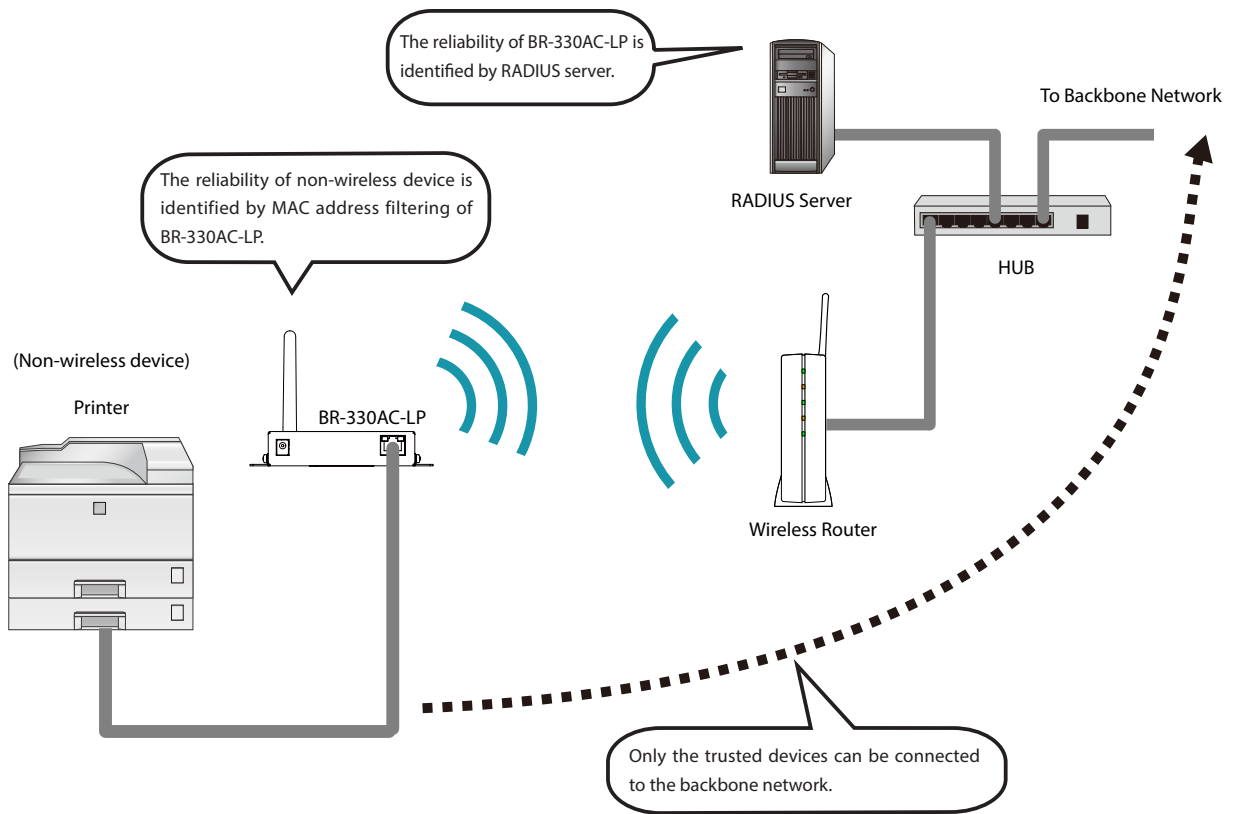 The reliability of BR-330AC-LP is
identified by RADIUS server.
To Backbone Network
The reliability of non-wireless device is
identified by MAC address filtering of
BR-330AC-LP.
RADIUS Server
HUB
(Non-wireless device)
Printer
BR-330AC-LP
Wireless Router
Only the trusted devices can be connected
to the backbone network.